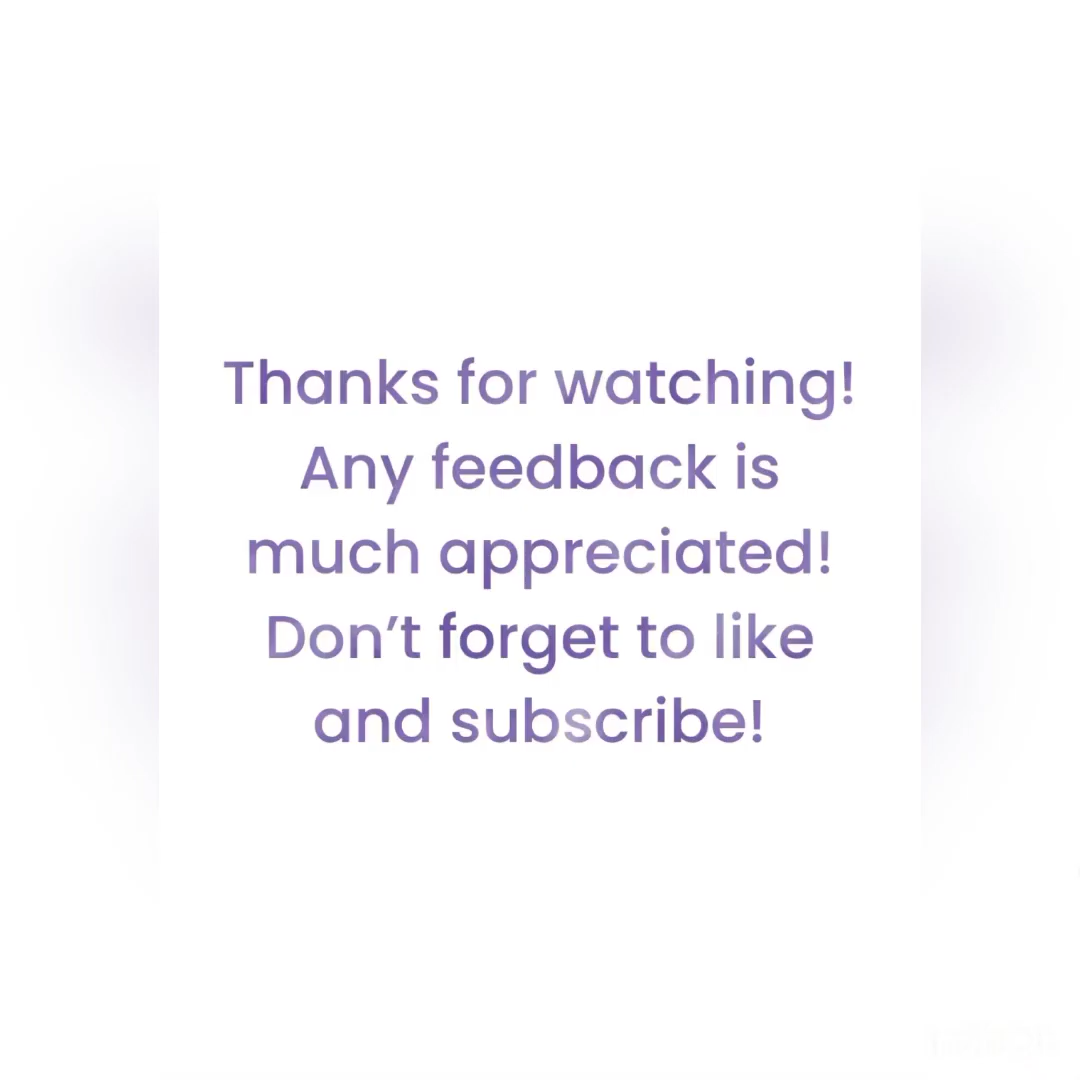 Thanks for watching!
Any feedback is
much appreciated!
Don’t forget to like
and subscribe!